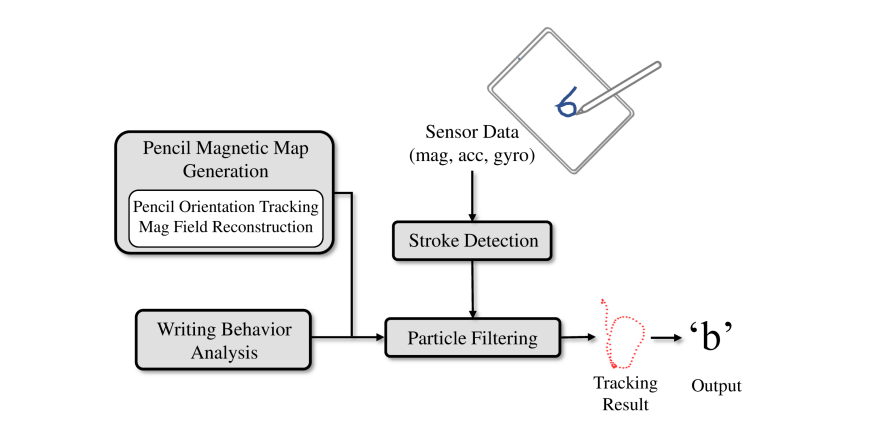 Sensor Data
(mag, acc, gyro)
Pencil Magnetic Map
Generation
Pencil Orientation Tracking
Mag Field Reconstruction
Stroke Detection
Writing Behavior
Analysis
Particle Filtering
b
‘b’
Tracking
Result
Output